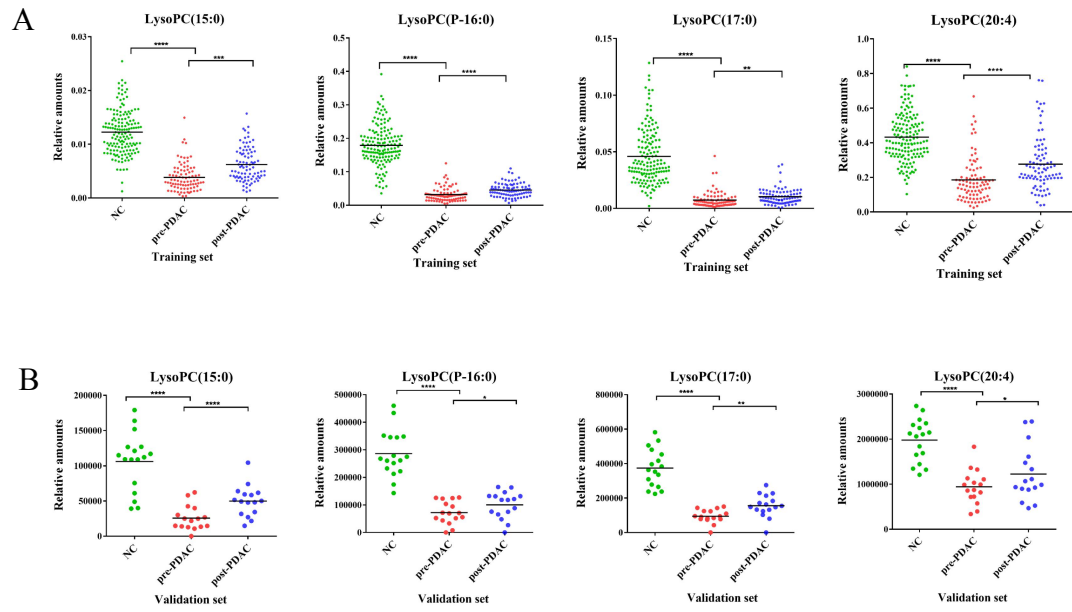 A
LysoPC(15:0)
Relative amounts
0.03
0.02
0.01
0.00
****
***
NC
pre-PDAC
post-PDAC
Training set
LysoPC(P-16:0)
Relative amounts
0.5
0.4
0.3
0.2
0.1
0.0
****
****
NC
pre-PDAC
post-PDAC
Training set
LysoPC(17:0)
Relative amounts
0.15
0.10
0.05
0.00
****
**
NC
pre-PDAC
post-PDAC
Training set
LysoPC(20:4)
Relative amounts
1.0
0.8
0.6
0.4
0.2
0.0
****
****
NC
pre-PDAC
post-PDAC
Training set
B
LysoPC(15:0)
Relative amounts
200000
150000
100000
50000
0
****
****
NC
pre-PDAC
post-PDAC
Validation set
LysoPC(P-16:0)
Relative amounts
500000
400000
300000
200000
100000
0
****
*
NC
pre-PDAC
post-PDAC
Validation set
LysoPC(17:0)
Relative amounts
800000
600000
400000
200000
0
****
**
NC
pre-PDAC
post-PDAC
Validation set
LysoPC(20:4)
Relative amounts
3000000
2000000
1000000
0
****
*
NC
pre-PDAC
post-PDAC
Validation set